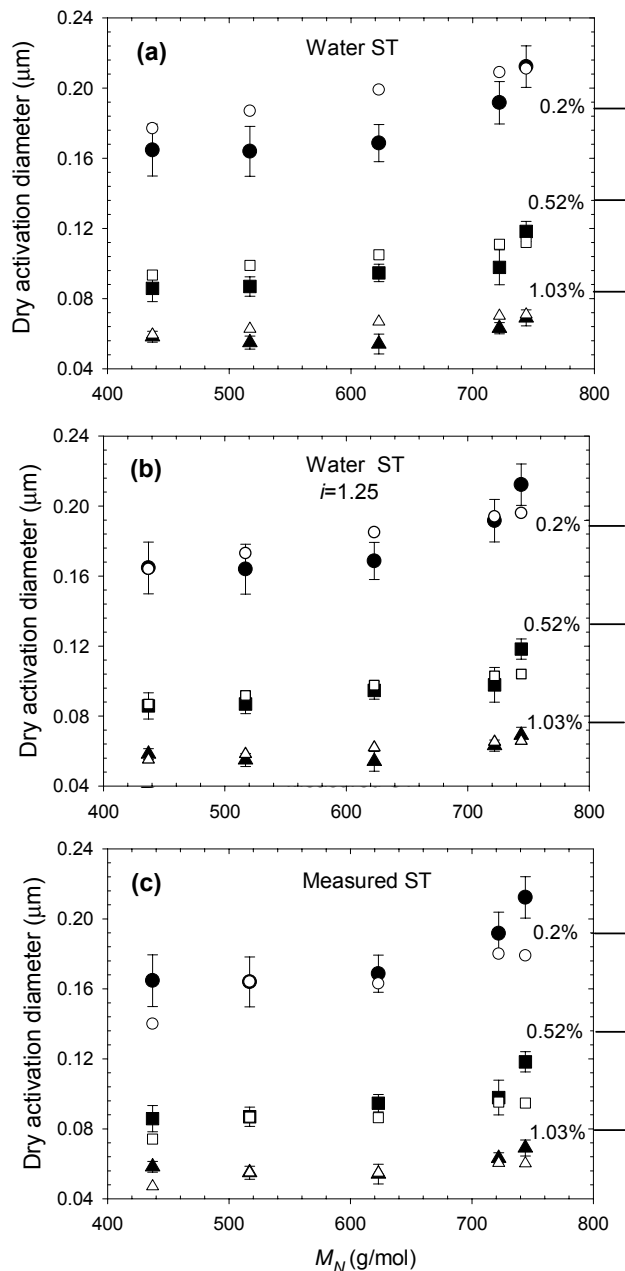 0.24
(a)
Water ST
0.20
0.2%
0.16
0.52%
0.12
1.03%
0.08
0.04
Dry activation diameter (μm)
400 500 600 700 800
0.24
(b)
Water ST
i=1.25
0.20
0.2%
0.16
0.52%
0.12
0.08
1.03%
0.04
Dry activation diameter (μm)
400 500 600 700 800
0.24
(c)
Measured ST
0.20
0.2%
0.16
0.52%
0.12
0.08
1.03%
0.04
Dry activation diameter (μm)
400 500 600 700 800
M_N (g/mol)